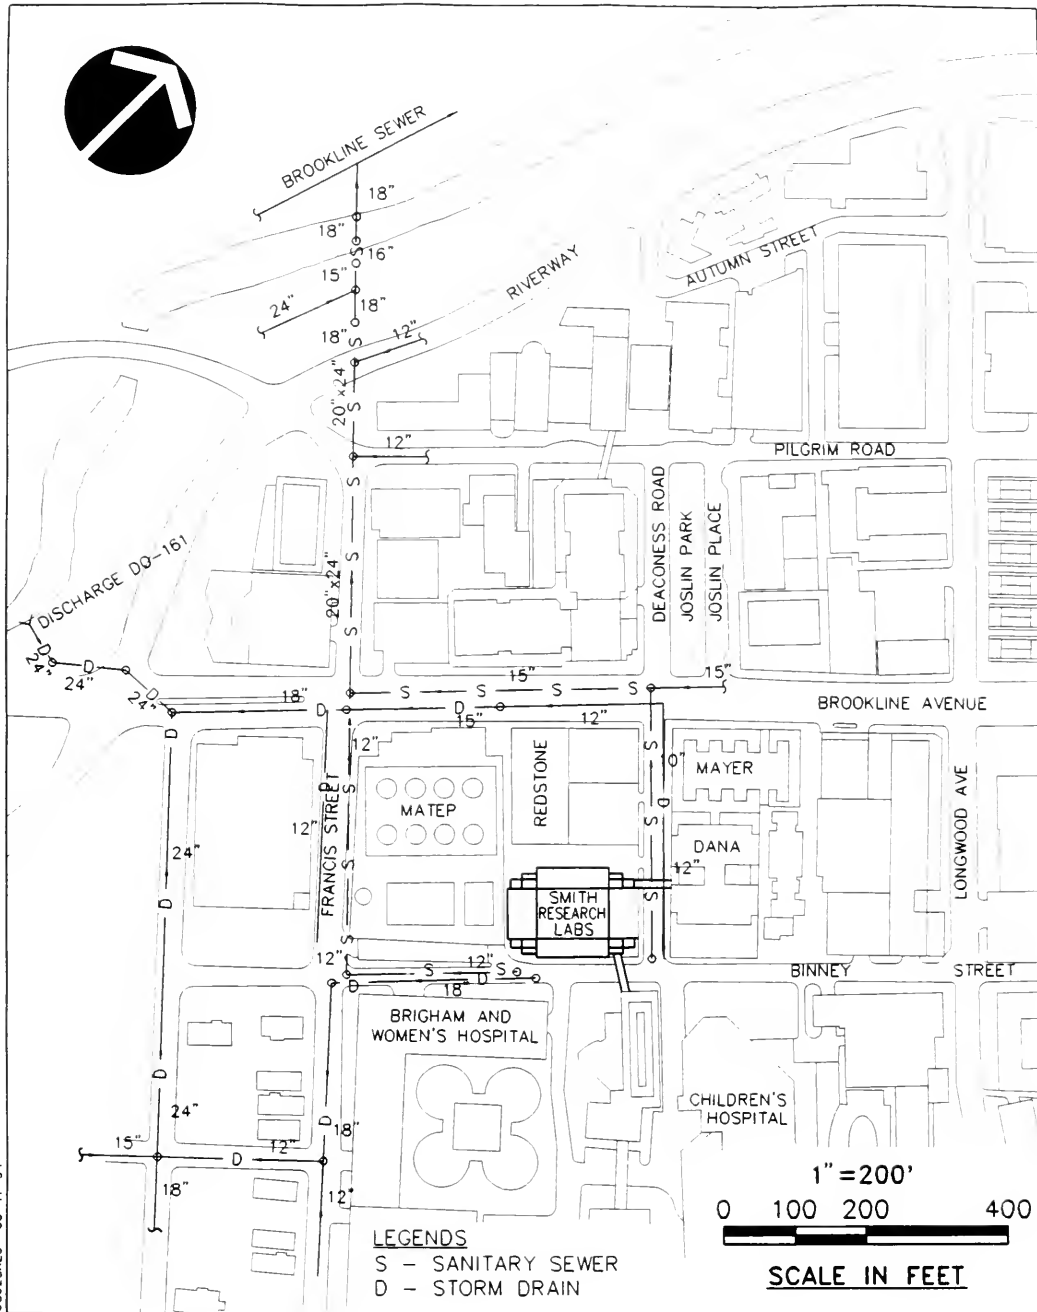 BROOKLINE SEWER
18"
18"
S
16"
15"
24"
18"
18"
S
12"
RIVERWAY
AUTUMN STREET
20"x24"
S
S
12"
PILGRIM ROAD
S
S
DISCHARGE DO-161
20"x24"
S
S
DEACONESS ROAD
JOSLIN PARK
JOSLIN PLACE
D
24"
D
24"
D
24"
15"
S
S
S
S
15"
18"
D
D
15"
12"
BROOKLINE AVENUE
D
12"
S
10"
MAYER
REDSTONE
S
D
FRANCIS STREET
D
MATEP
12"
S
S
DANA
24"
12"
LONGWOOD AVE
SMITH
RESEARCH
LABS
D
S
S
12"
12"
S
S
BINNEY
STREET
D
18"
D
BRIGHAM AND
WOMEN'S HOSPITAL
D
24"
D
18"
CHILDREN'S
HOSPITAL
15"
D
12"
18"
12"
1"=200'
0 100 200 400
SCALE IN FEET
LEGENDS
S - SANITARY SEWER
D - STORM DRAIN